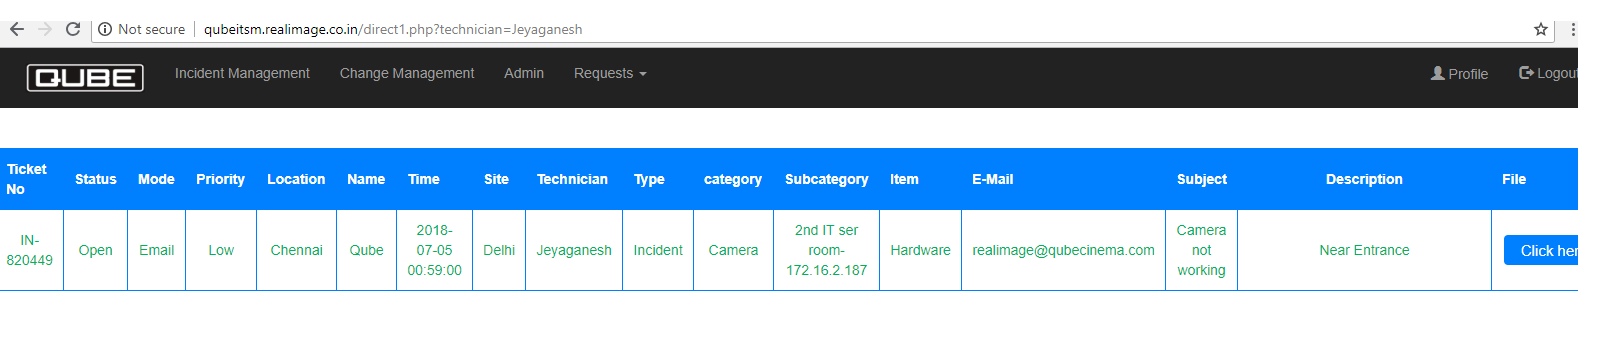 Not secure qubeitsm.realimage.co.in/direct1.php?technician=Jeyaganesh
QUBE Incident Management Change Management Admin Requests Profile Logout
Ticket No Status Mode Priority Location Name Time Site Technician Type category Subcategory Item E-Mail Subject Description File
IN-820449 Open Email Low Chennai Qube 2018-07-05 00:59:00 Delhi Jeyaganesh Incident Camera 2nd IT ser room-172.16.2.187 Hardware realimage@qubecinema.com Camera not working Near Entrance Click her